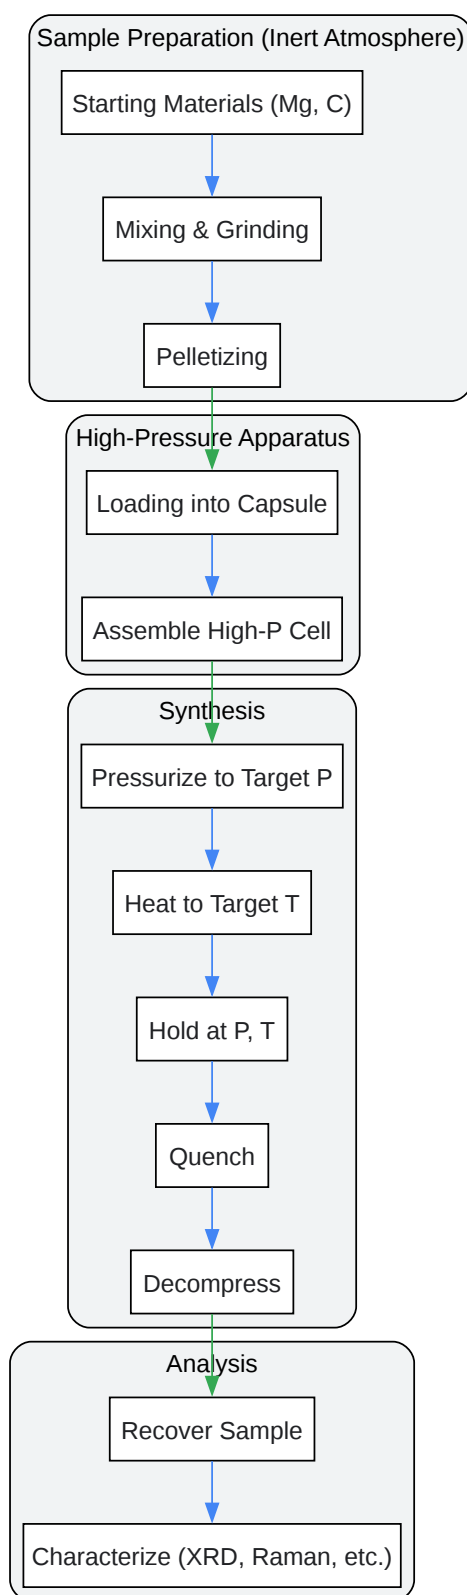 Sample Preparation (Inert Atmosphere)
Starting Materials (Mg, C)
Mixing & Grinding
Pelletizing
High-Pressure Apparatus
Loading into Capsule
Assemble High-P Cell
Synthesis
Pressurize to Target P
Heat to Target T
Hold at P, T
Quench
Decompress
Analysis
Recover Sample
Characterize (XRD, Raman, etc.)